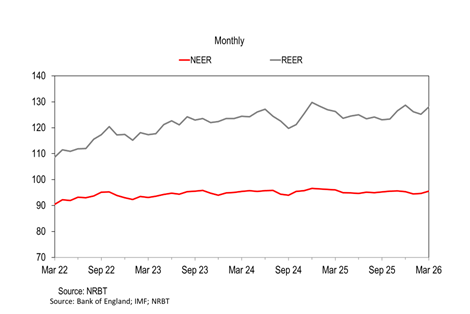 Monthly
NEER REER
140
130
120
110
100
90
80
70
Mar 22 Sep 22 Mar 23 Sep 23 Mar 24 Sep 24 Mar 25 Sep 25 Mar 26
Source: NRBT
Source: Bank of England; IMF; NRBT